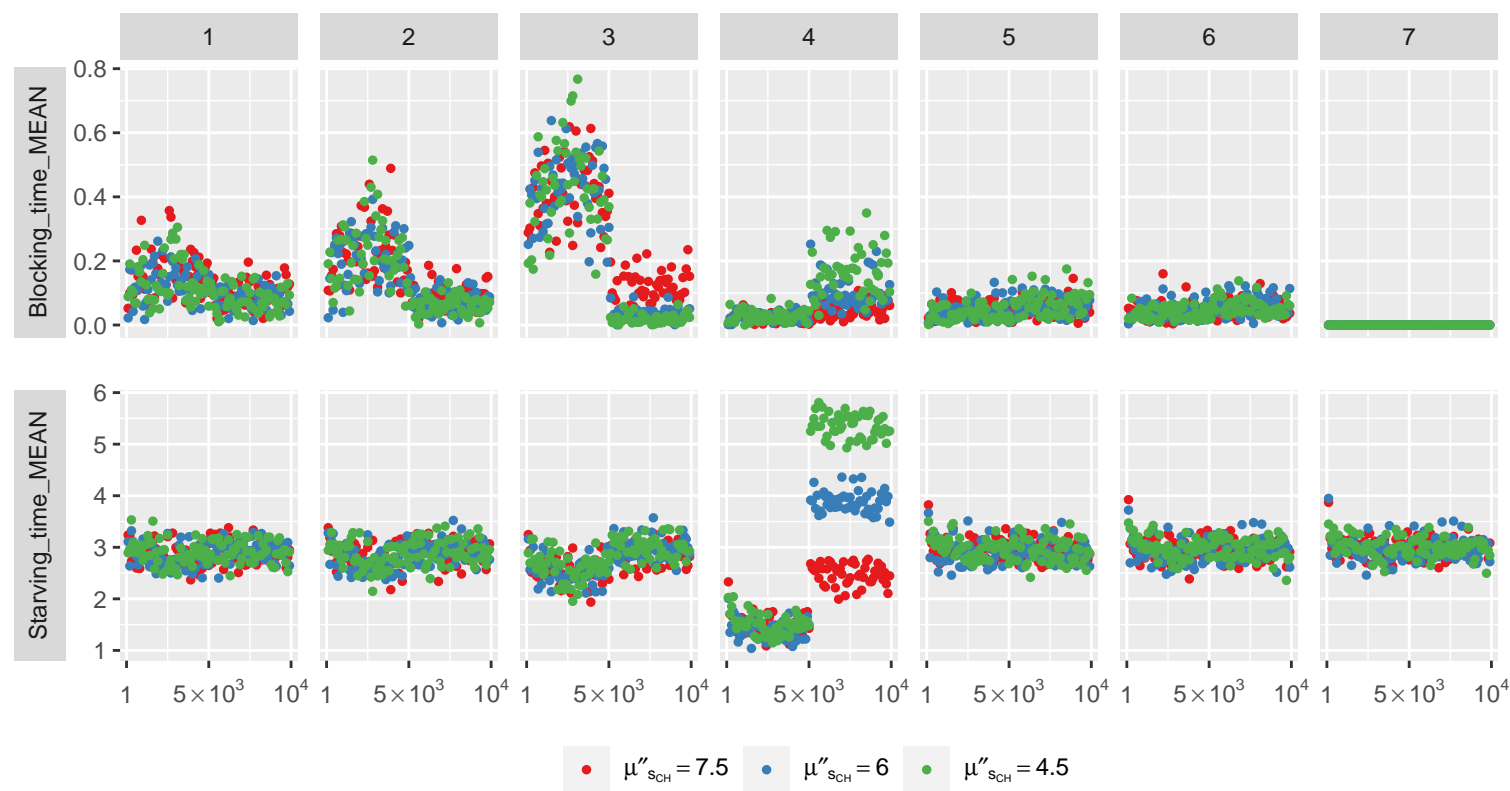 1 2 3 4 5 6 7
Blocking_time_MEAN
0.8
0.6
0.4
0.2
0.0
Starving_time_MEAN
6
5
4
3
2
1
1 5×10³ 10⁴ 1 5×10³ 10⁴ 1 5×10³ 10⁴ 1 5×10³ 10⁴ 1 5×10³ 10⁴ 1 5×10³ 10⁴ 1 5×10³ 10⁴
μ″s_CH = 7.5 μ″s_CH = 6 μ″s_CH = 4.5